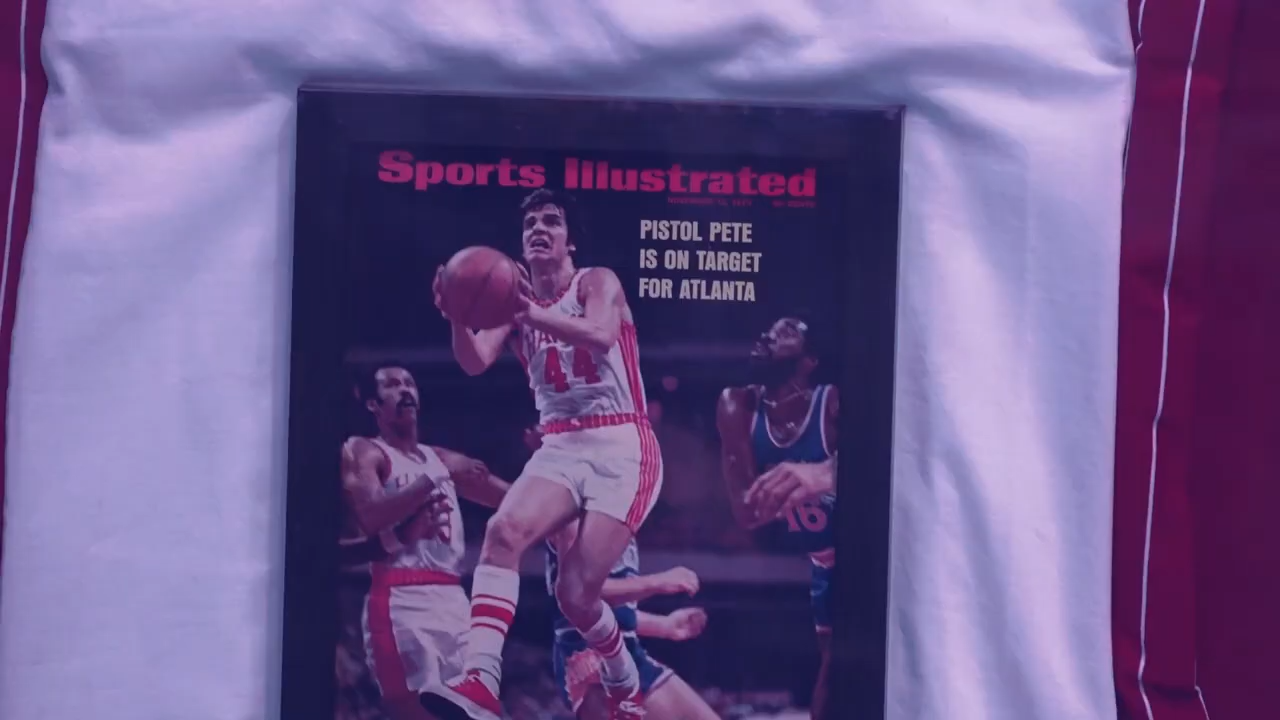 Sports Illustrated
PISTOL PETE
IS ON TARGET
FOR ATLANTA
44
16